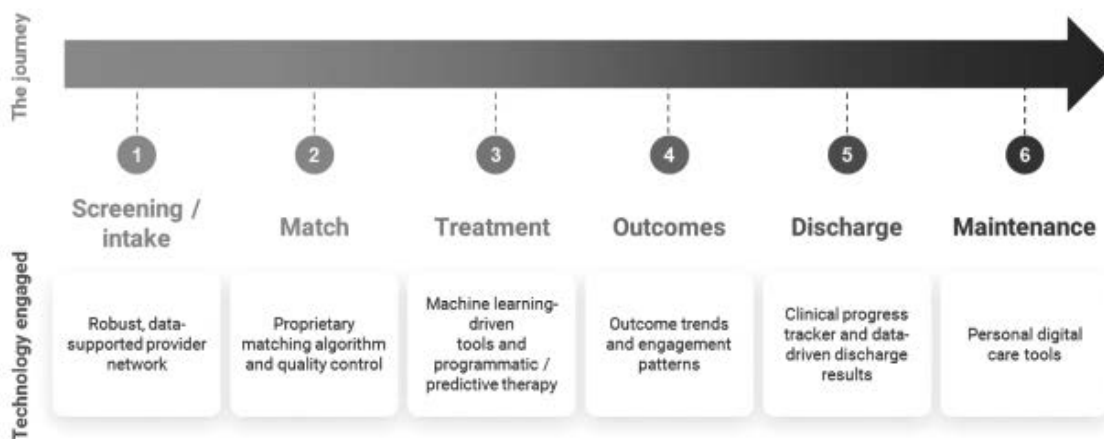 The journey
1
2
3
4
5
6
Screening /
intake
Match
Treatment
Outcomes
Discharge
Maintenance
Technology engaged
Robust, data-
supported provider
network
Proprietary
matching algorithm
and quality control
Machine learning-
driven
tools and
programmatic /
predictive therapy
Outcome trends
and engagement
patterns
Clinical progress
tracker and data-
driven discharge
results
Personal digital
care tools